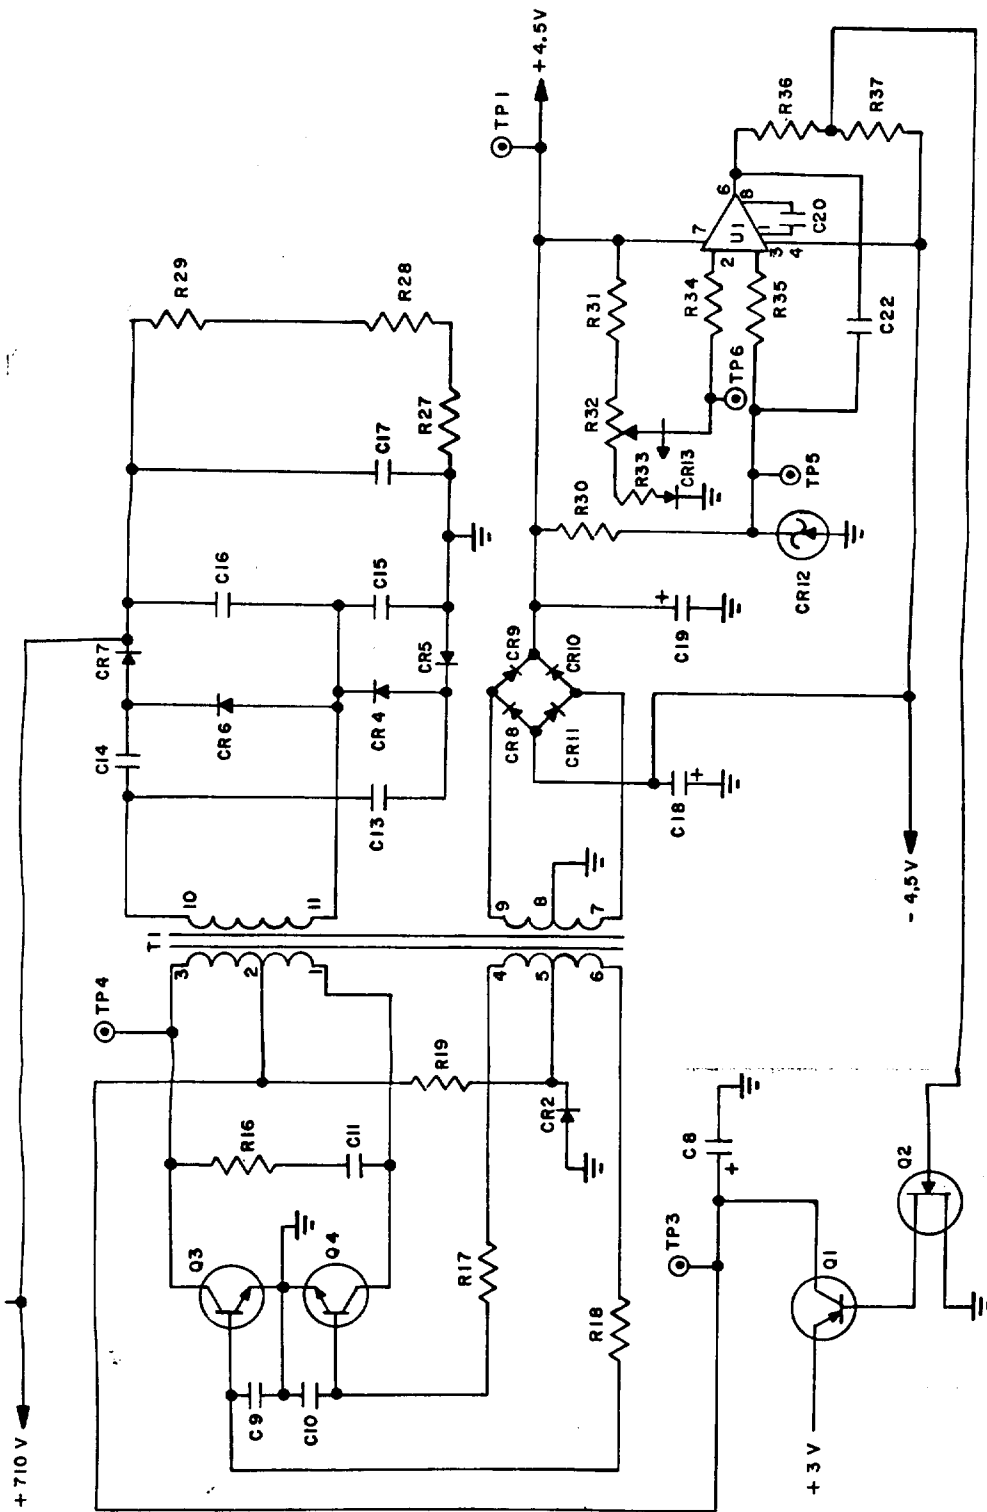 +710 V
TP4
T1
Q3
Q4
C9
C10
R16
C11
R17
R18
R19
CR2
3
2
1
4
5
6
10
11
9
8
7
C14
CR7
CR6
CR4
CR5
C13
C16
C15
C17
R27
R28
R29
CR8
CR9
CR10
CR11
C18
+
C19
+
TP1
+4.5V
R30
R31
R32
R33
CR13
R34
R35
TP6
TP5
CR12
U1
7
2
3
4
6
8
1
C20
C22
R36
R37
-4,5V
TP3
C8
+
Q1
Q2
+3V